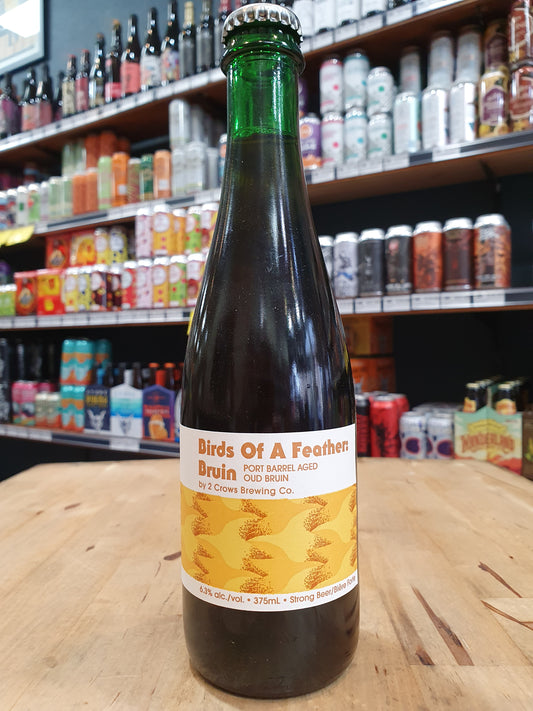 Birds Of A Feather:
Bruin PORT BARREL AGED
OUD BRUIN
by 2 Crows Brewing Co.
6.3% alc./vol. • 375mL • Strong Beer/Bière Forte